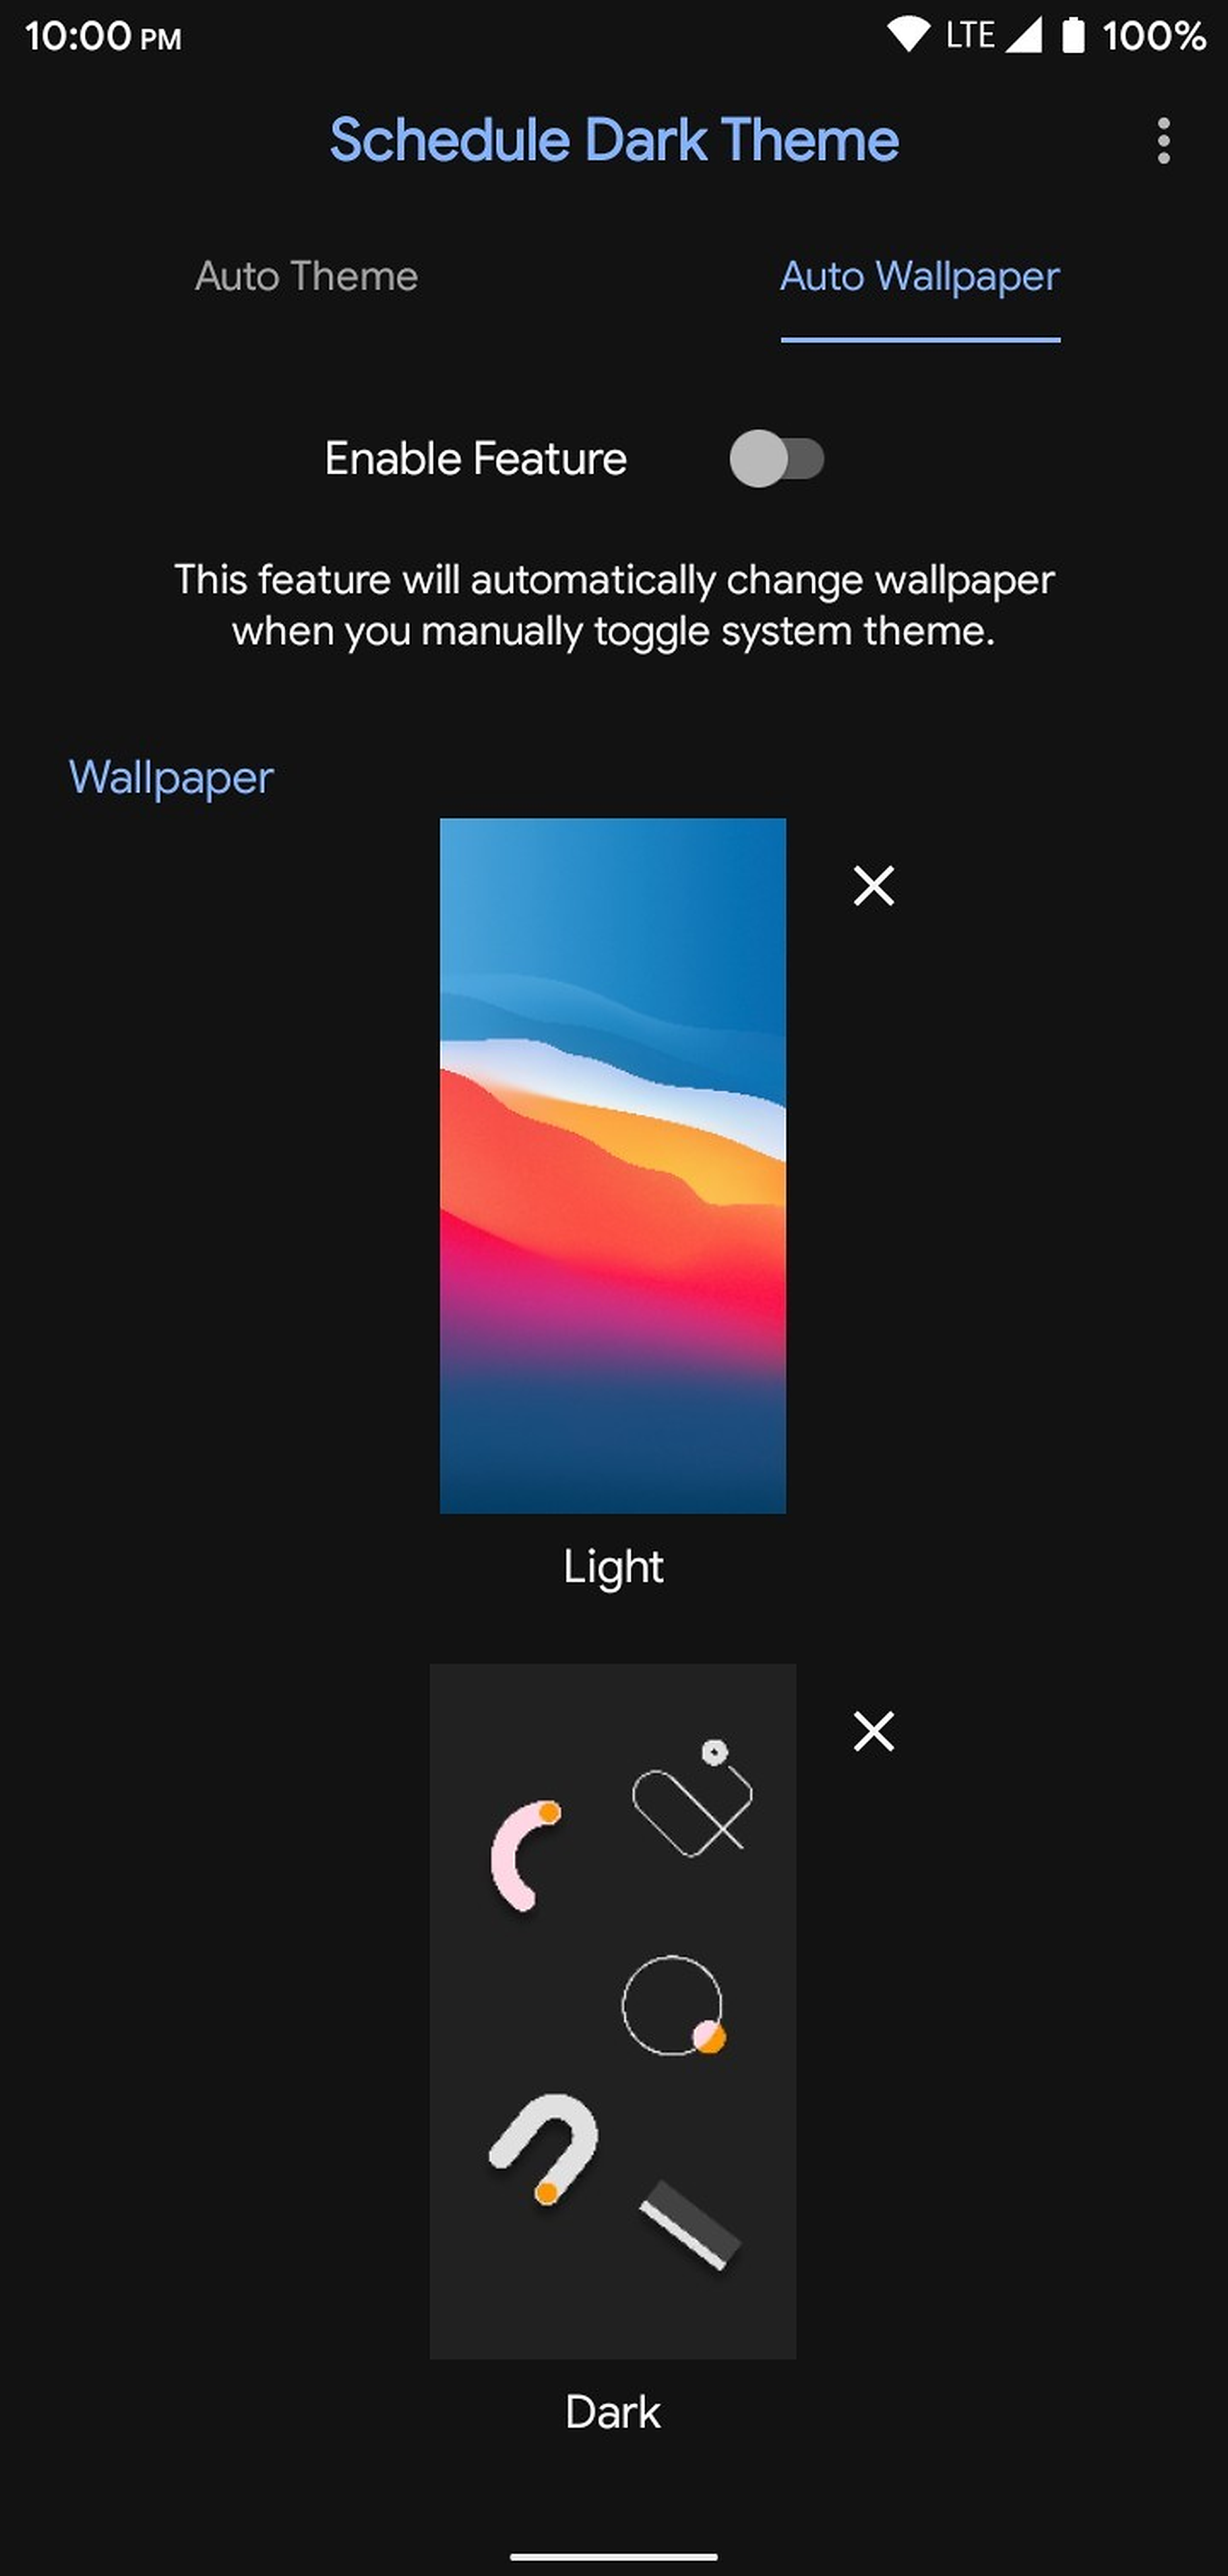 10:00 PM LTE 100%
Schedule Dark Theme
Auto Theme Auto Wallpaper
Enable Feature
This feature will automatically change wallpaper
when you manually toggle system theme.
Wallpaper
Light
Dark